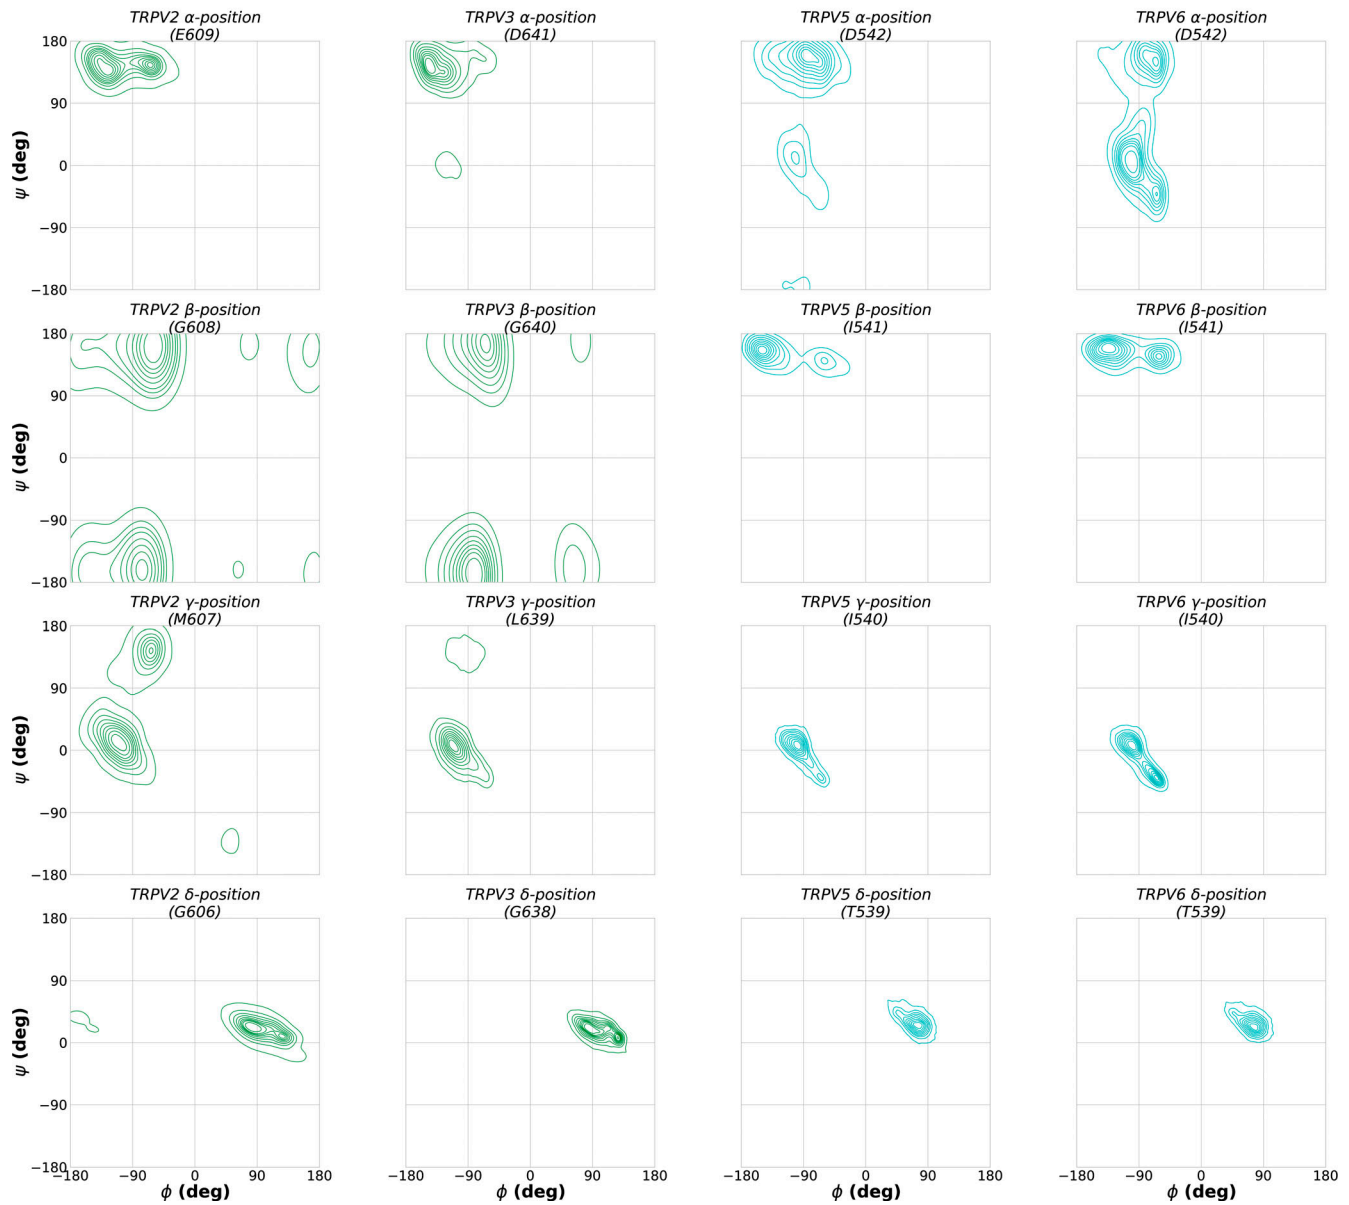 TRPV2 α-position TRPV3 α-position TRPV5 α-position TRPV6 α-position
(E609) (D641) (D542) (D542)
180
90
ψ (deg)
0
−90
−180
TRPV2 β-position TRPV3 β-position TRPV5 β-position TRPV6 β-position
(G608) (G640) (I541) (I541)
180
90
ψ (deg)
0
−90
−180
TRPV2 γ-position TRPV3 γ-position TRPV5 γ-position TRPV6 γ-position
(M607) (L639) (I540) (I540)
180
90
ψ (deg)
0
−90
−180
TRPV2 δ-position TRPV3 δ-position TRPV5 δ-position TRPV6 δ-position
(G606) (G638) (T539) (T539)
180
90
ψ (deg)
0
−90
−180
−180 −90 0 90 180 −180 −90 0 90 180 −180 −90 0 90 180 −180 −90 0 90 180
ϕ (deg) ϕ (deg) ϕ (deg) ϕ (deg)